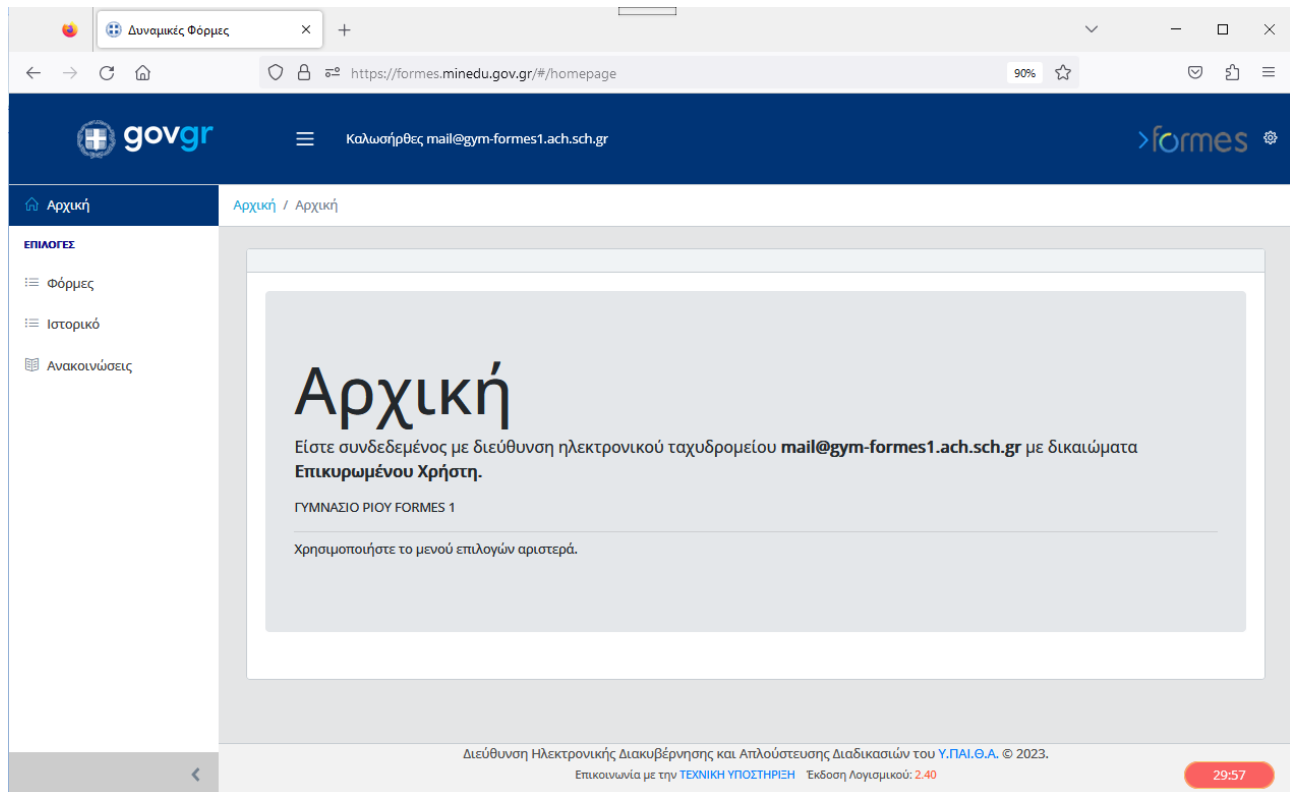 Δυναμικές Φόρμες
https://formes.minedu.gov.gr/#/homepage
90%
govgr
Καλωσήρθες mail@gym-formes1.ach.sch.gr
>formes
Αρχική
Αρχική / Αρχική
ΕΠΙΛΟΓΕΣ
Φόρμες
Ιστορικό
Ανακοινώσεις
Αρχική
Είστε συνδεδεμένος με διεύθυνση ηλεκτρονικού ταχυδρομείου mail@gym-formes1.ach.sch.gr με δικαιώματα
Επικυρωμένου Χρήστη.
ΓΥΜΝΑΣΙΟ ΡΙΟΥ FORMES 1
Χρησιμοποιήστε το μενού επιλογών αριστερά.
Διεύθυνση Ηλεκτρονικής Διακυβέρνησης και Απλούστευσης Διαδικασιών του Υ.ΠΑΙ.Θ.Α. © 2023.
Επικοινωνία με την ΤΕΧΝΙΚΗ ΥΠΟΣΤΗΡΙΞΗ Έκδοση Λογισμικού: 2.40
29:57